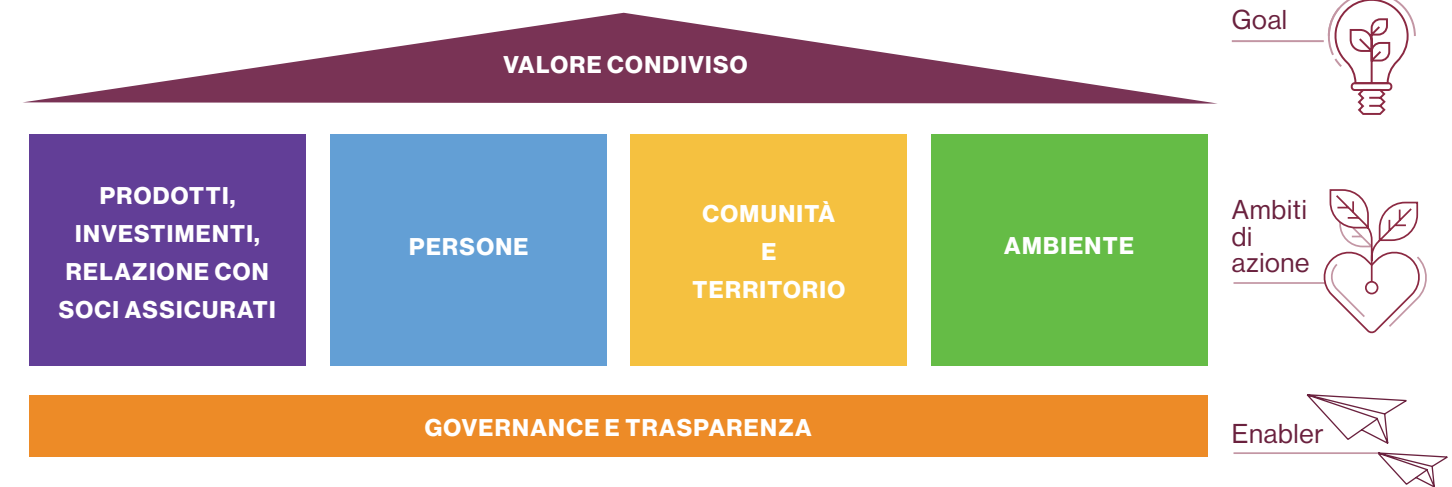 VALORE CONDIVISO
Goal
PRODOTTI,
INVESTIMENTI,
RELAZIONE CON
SOCI ASSICURATI
PERSONE
COMUNITÀ
E
TERRITORIO
AMBIENTE
Ambiti
di
azione
GOVERNANCE E TRASPARENZA
Enabler